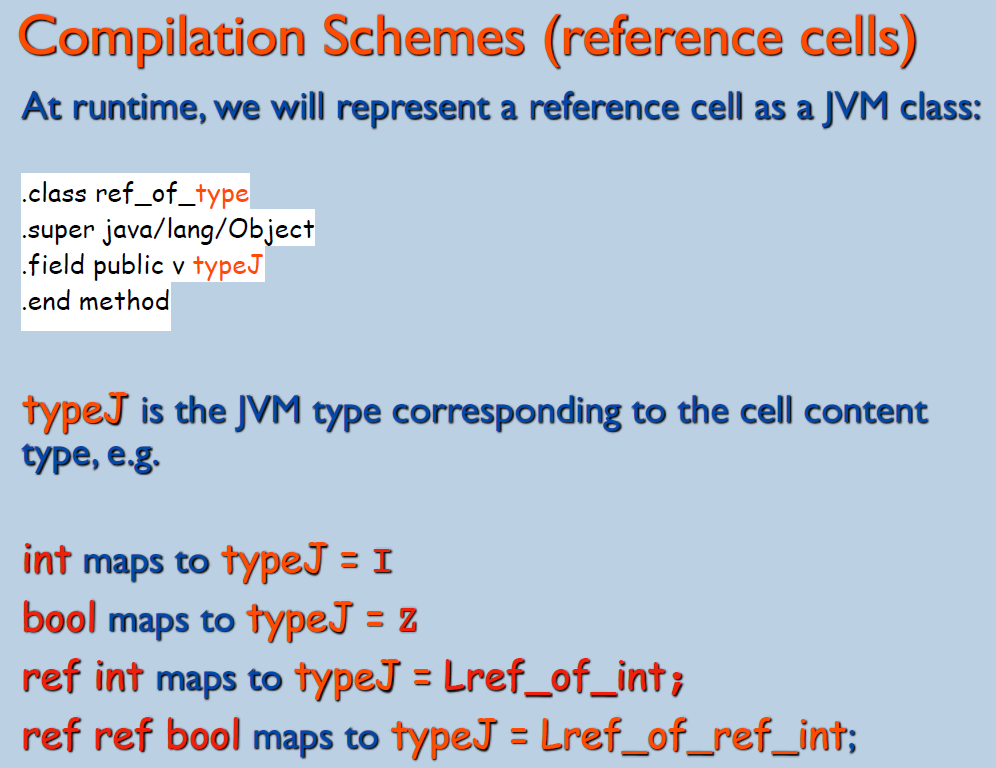 Compilation Schemes (reference cells)
At runtime, we will represent a reference cell as a JVM class:
.class ref_of_type
.super java/lang/Object
.field public v typeJ
.end method
typeJ is the JVM type corresponding to the cell content
type, e.g.
int maps to typeJ = I
bool maps to typeJ = Z
ref int maps to typeJ = Lref_of_int;
ref ref bool maps to typeJ = Lref_of_ref_int;